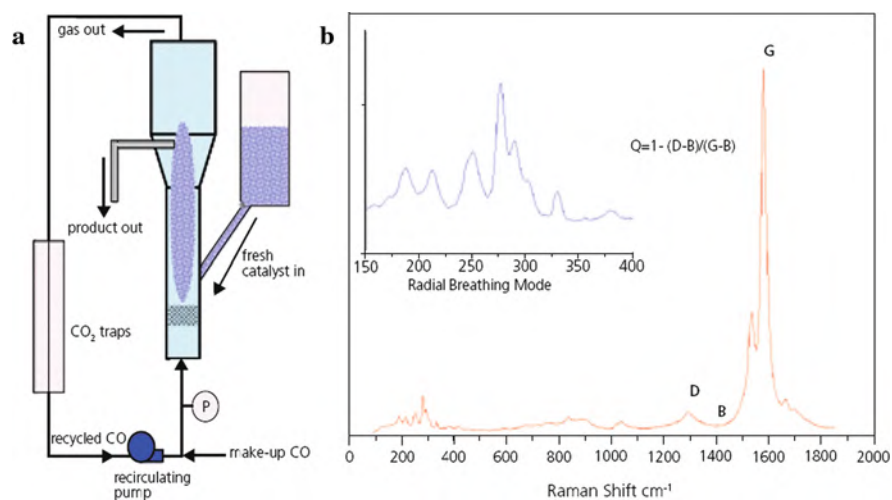 a
gas out
product out
fresh
catalyst in
CO2 traps
P
recycled CO
make-up CO
recirculating
pump
b
G
Q=1- (D-B)/(G-B)
150 200 250 300 350 400
Radial Breathing Mode
D
B
0 200 400 600 800 1000 1200 1400 1600 1800 2000
Raman Shift cm-1